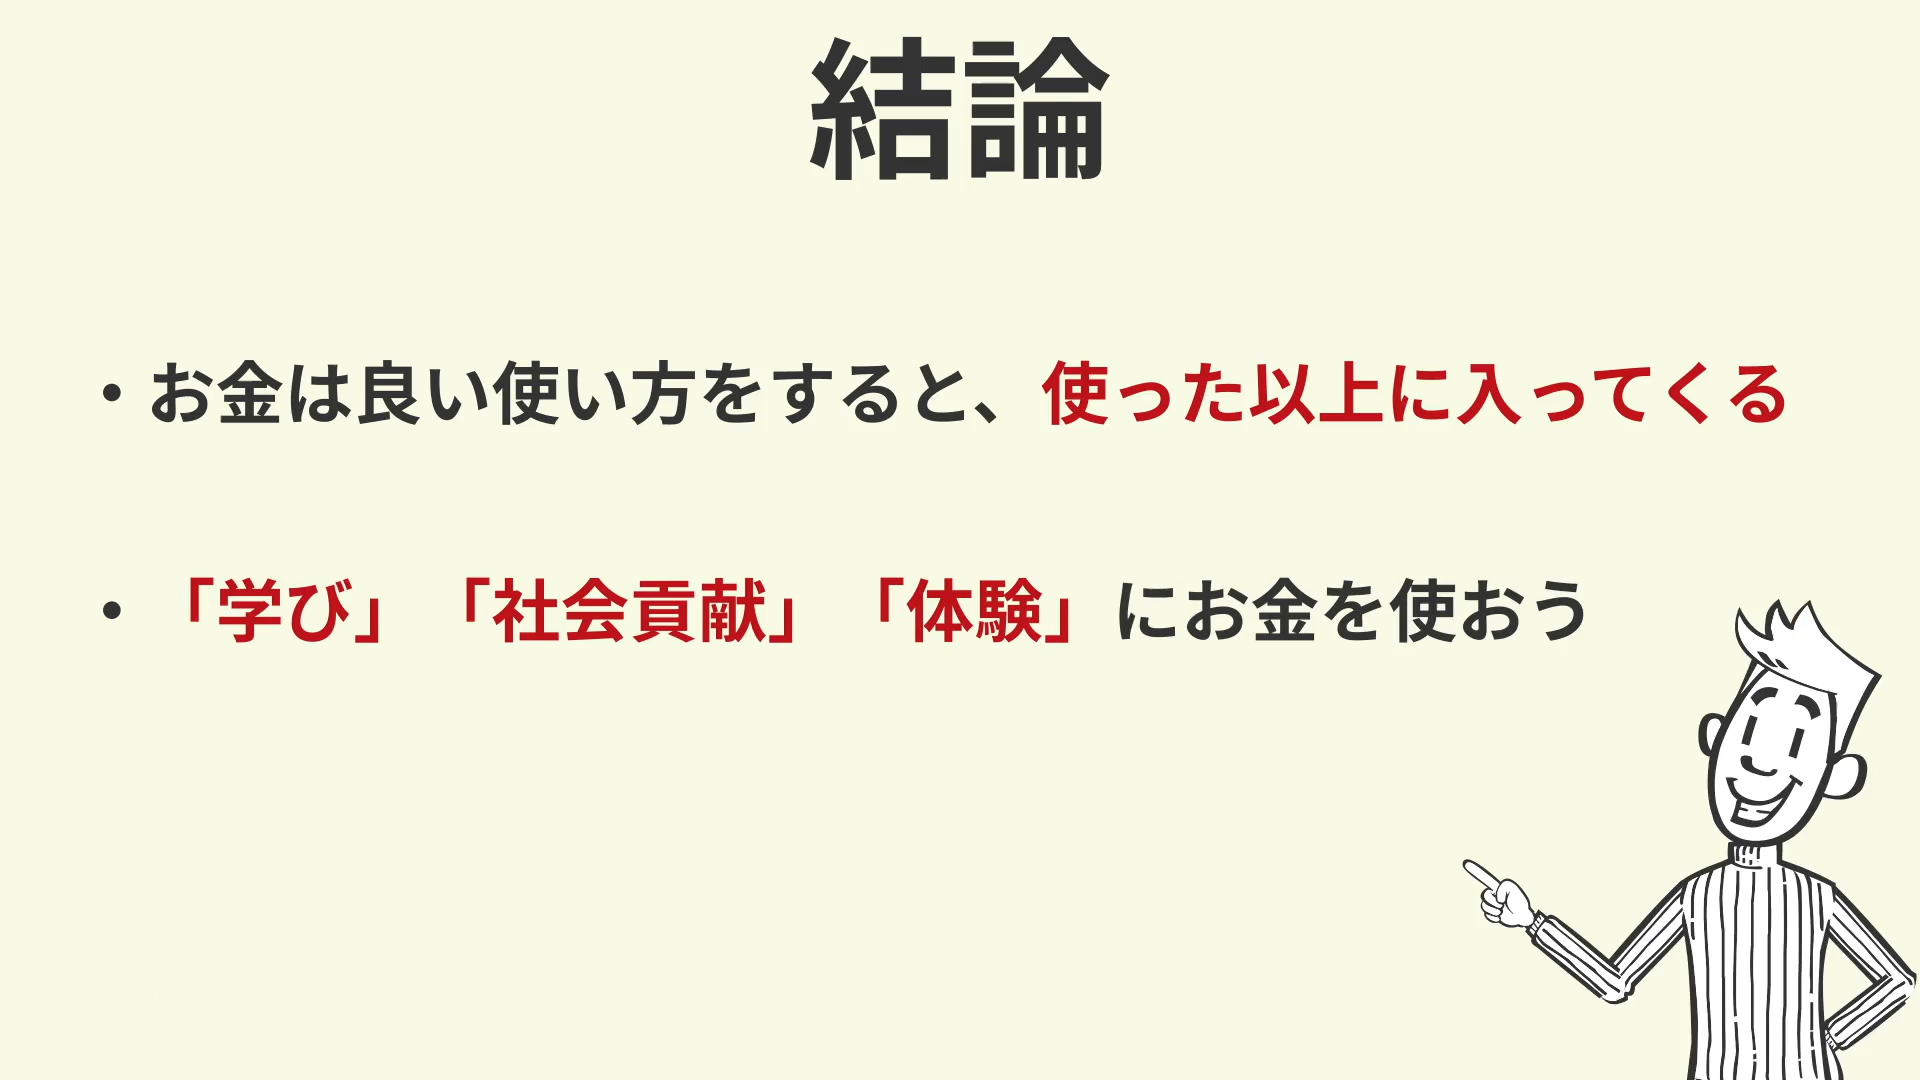 結論
・お金は良い使い方をすると、使った以上に入ってくる
・「学び」「社会貢献」「体験」にお金を使おう